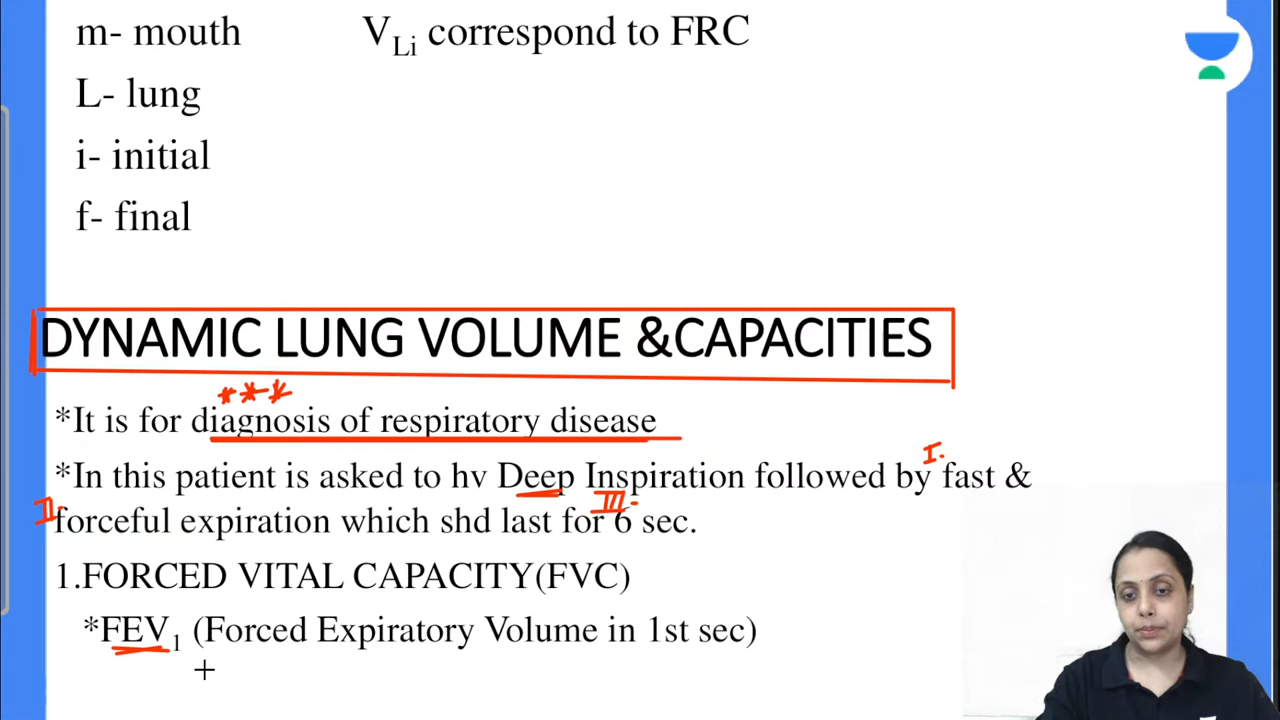 m- mouth V_Li correspond to FRC
L- lung
i- initial
f- final
DYNAMIC LUNG VOLUME &CAPACITIES
***
*It is for diagnosis of respiratory disease
I.
*In this patient is asked to hv Deep Inspiration followed by fast &
II. III.
forceful expiration which shd last for 6 sec.
1.FORCED VITAL CAPACITY(FVC)
*FEV₁ (Forced Expiratory Volume in 1st sec)